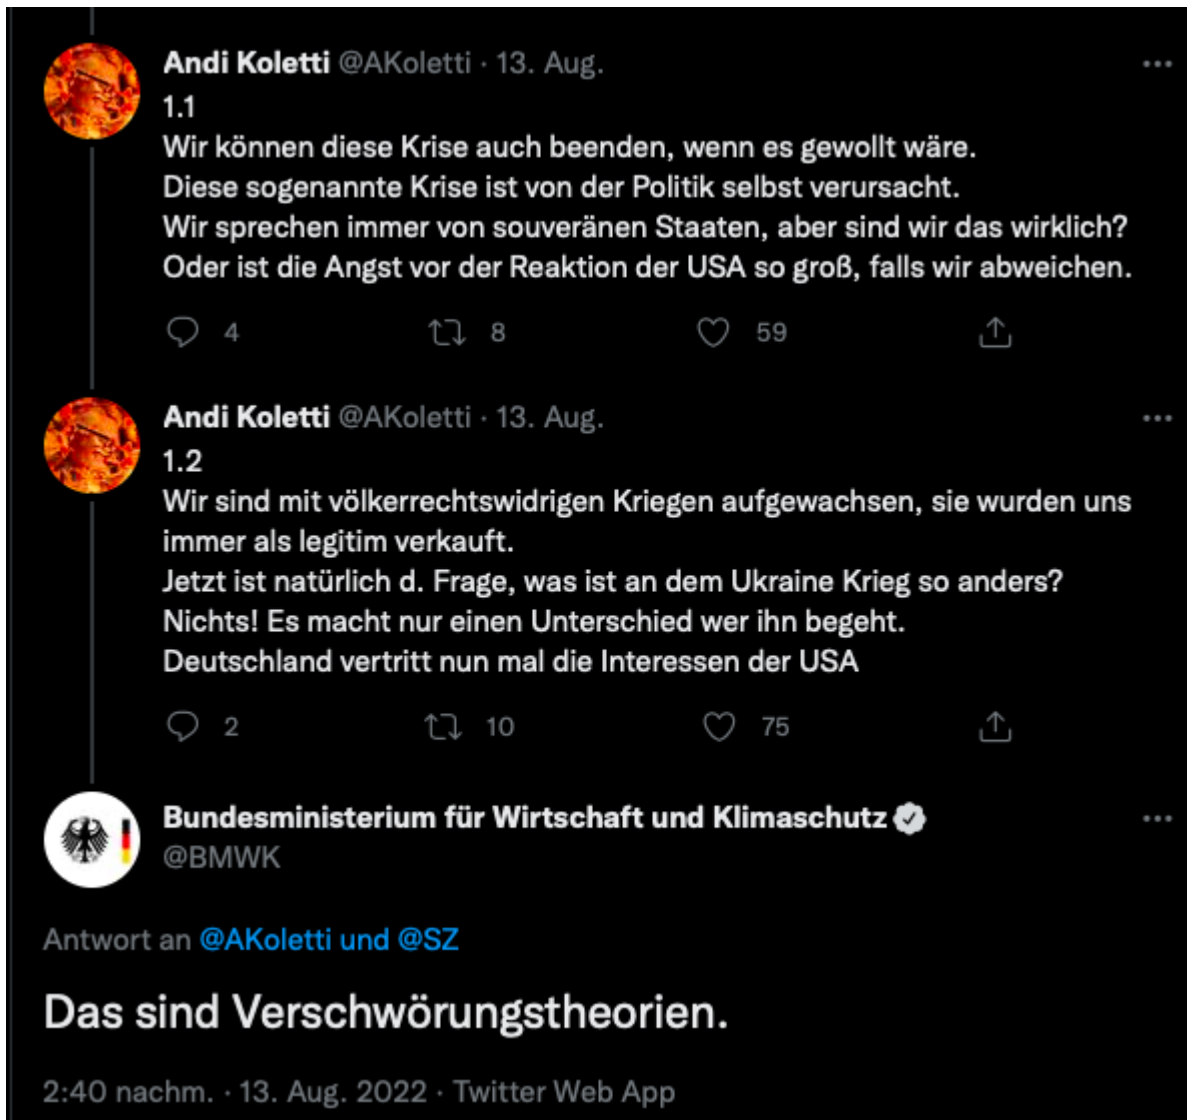 Andi Koletti @AKoletti · 13. Aug.
1.1
Wir können diese Krise auch beenden, wenn es gewollt wäre.
Diese sogenannte Krise ist von der Politik selbst verursacht.
Wir sprechen immer von souveränen Staaten, aber sind wir das wirklich?
Oder ist die Angst vor der Reaktion der USA so groß, falls wir abweichen.
4 8 59
Andi Koletti @AKoletti · 13. Aug.
1.2
Wir sind mit völkerrechtswidrigen Kriegen aufgewachsen, sie wurden uns
immer als legitim verkauft.
Jetzt ist natürlich d. Frage, was ist an dem Ukraine Krieg so anders?
Nichts! Es macht nur einen Unterschied wer ihn begeht.
Deutschland vertritt nun mal die Interessen der USA
2 10 75
Bundesministerium für Wirtschaft und Klimaschutz
@BMWK
Antwort an @AKoletti und @SZ
Das sind Verschwörungstheorien.
2:40 nachm. · 13. Aug. 2022 · Twitter Web App